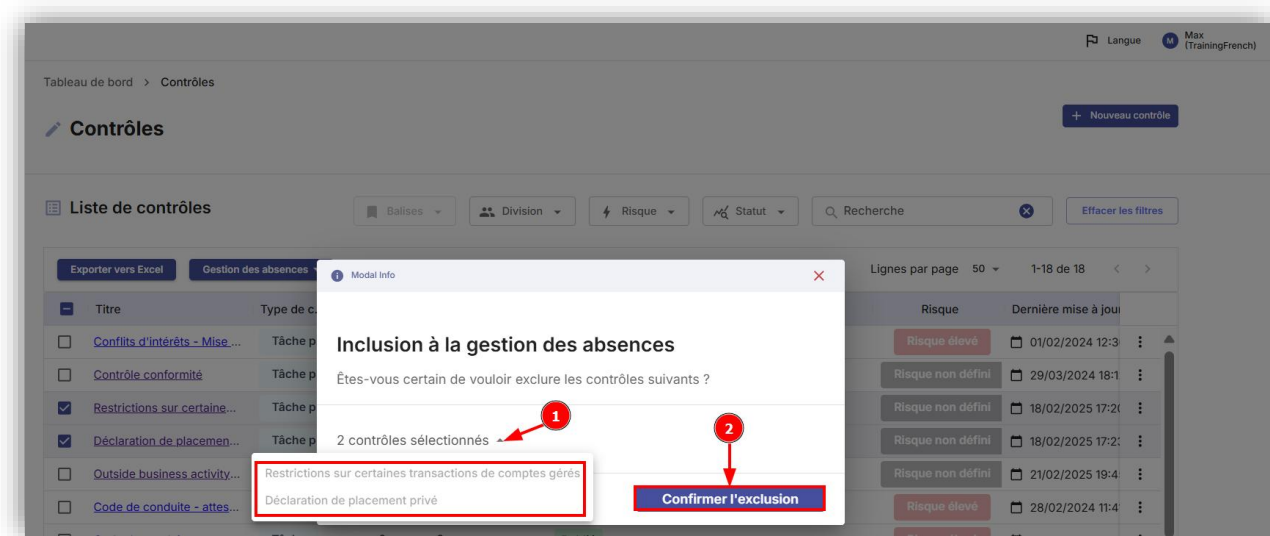 Langue
M
Max
(TrainingFrench)
Tableau de bord > Contrôles
Contrôles
+ Nouveau contrôle
Liste de contrôles
Balises
Division
Risque
Statut
Recherche
Effacer les filtres
Exporter vers Excel
Gestion des absences
Modal Info
Lignes par page 50
1-18 de 18
Titre
Type de c
Risque
Dernière mise à jour
Conflits d'intérêts - Mise ...
Tâche p
Risque élevé
01/02/2024 12:3
Contrôle conformité
Tâche p
Risque non défini
29/03/2024 18:1
Restrictions sur certaine...
Tâche p
Risque non défini
18/02/2025 17:2
Déclaration de placemen...
Tâche p
Risque non défini
18/02/2025 17:2
Outside business activity...
Risque non défini
21/02/2025 19:4
Code de conduite - attes...
Risque élevé
28/02/2024 11:4
Inclusion à la gestion des absences
Êtes-vous certain de vouloir exclure les contrôles suivants ?
1
2
2 contrôles sélectionnés
Restrictions sur certaines transactions de comptes gérés
Déclaration de placement privé
Confirmer l'exclusion